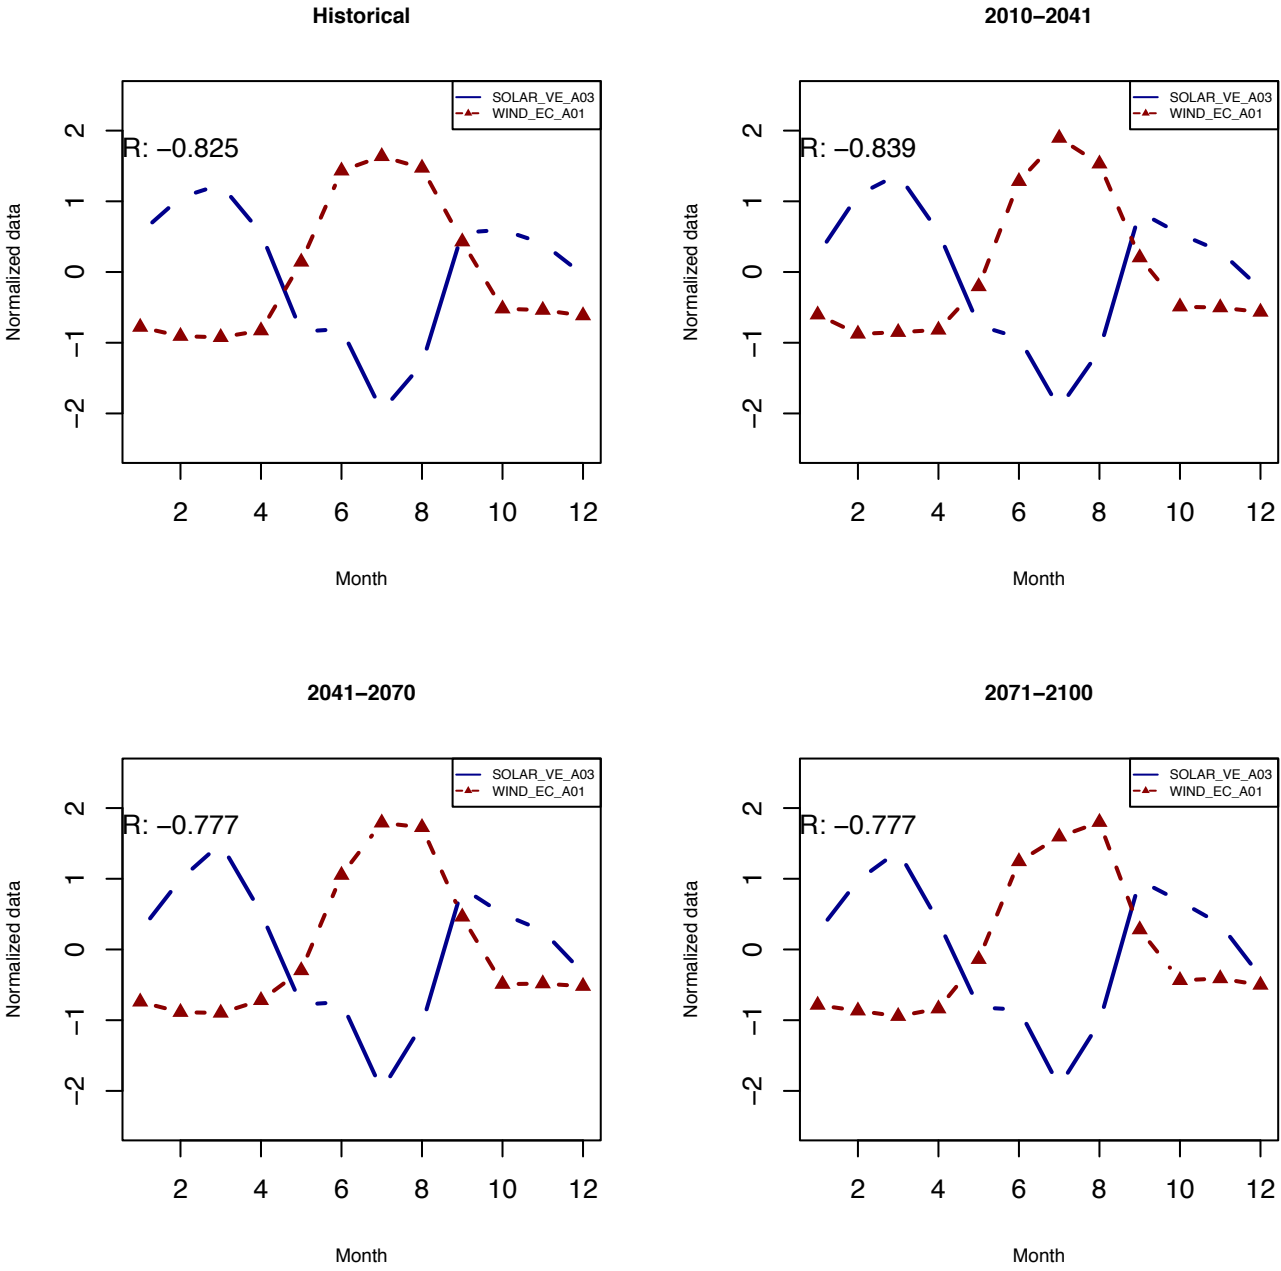 Historical
SOLAR_VE_A03
WIND_EC_A01
R: −0.825
Normalized data
2
1
0
−1
−2
2 4 6 8 10 12
Month
2010−2041
SOLAR_VE_A03
WIND_EC_A01
R: −0.839
Normalized data
2
1
0
−1
−2
2 4 6 8 10 12
Month
2041−2070
SOLAR_VE_A03
WIND_EC_A01
R: −0.777
Normalized data
2
1
0
−1
−2
2 4 6 8 10 12
Month
2071−2100
SOLAR_VE_A03
WIND_EC_A01
R: −0.777
Normalized data
2
1
0
−1
−2
2 4 6 8 10 12
Month